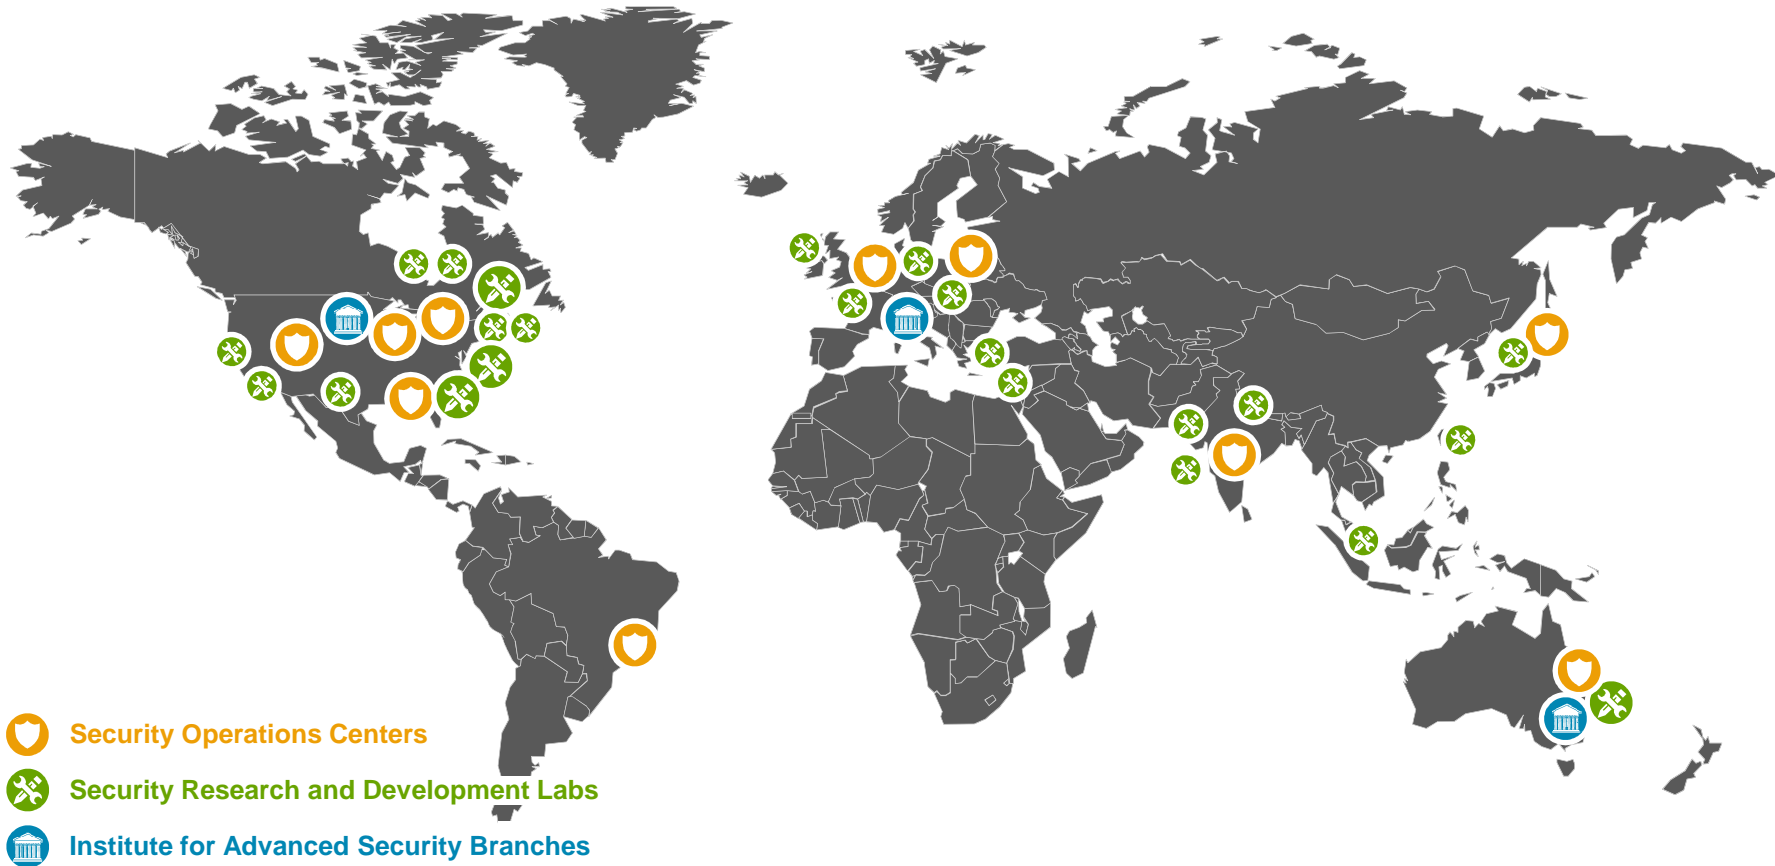 Security Operations Centers
Security Research and Development Labs
Institute for Advanced Security Branches